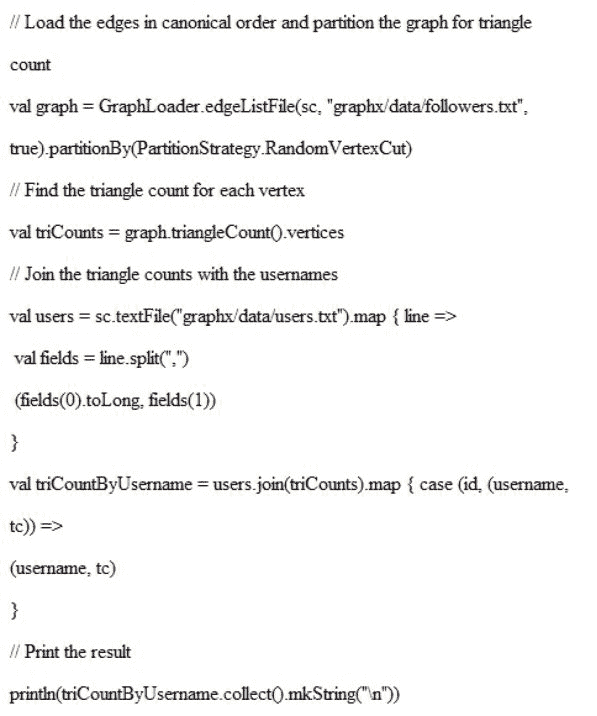 // Load the edges in canonical order and partition the graph for triangle
count
val graph = GraphLoader.edgeListFile(sc, "graphx/data/followers.txt",
true).partitionBy(PartitionStrategy.RandomVertexCut)
// Find the triangle count for each vertex
val triCounts = graph.triangleCount().vertices
// Join the triangle counts with the usernames
val users = sc.textFile("graphx/data/users.txt").map { line =>
val fields = line.split(",")
(fields(0).toLong, fields(1))
}
val triCountByUsername = users.join(triCounts).map { case (id, (username,
tc)) =>
(username, tc)
}
// Print the result
println(triCountByUsername.collect().mkString("\n"))